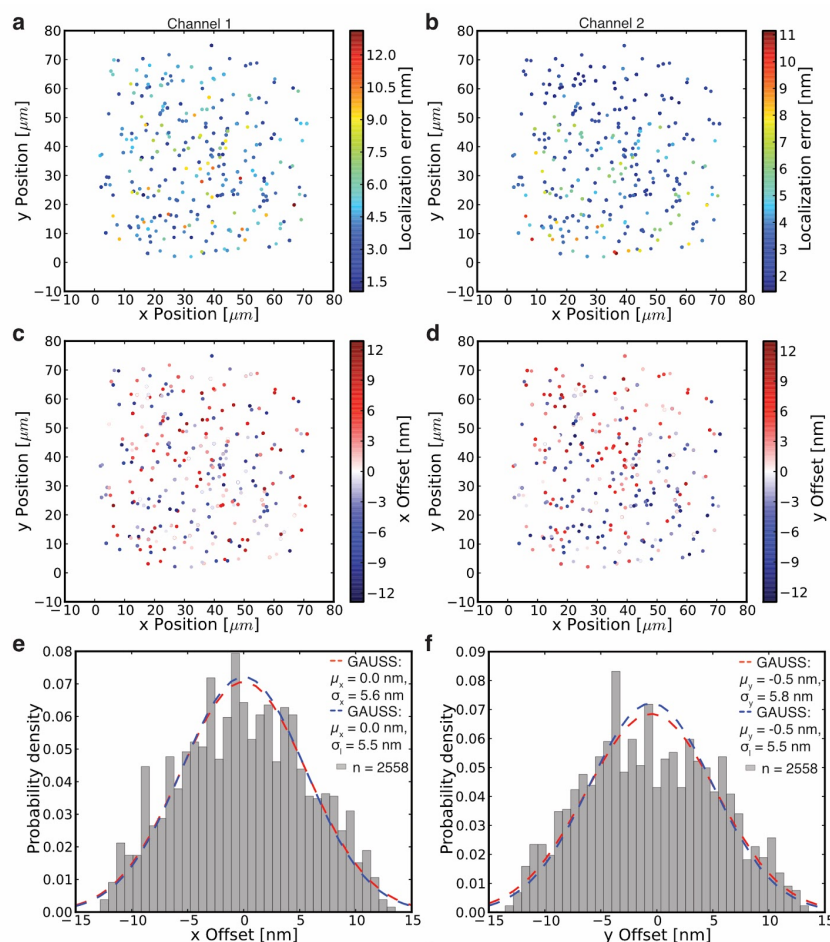 a
Channel 1
80
70
60
50
40
30
20
10
0
−10
y Position [μm]
−10 0 10 20 30 40 50 60 70 80
x Position [μm]
12.0
10.5
9.0
7.5
6.0
4.5
3.0
1.5
Localization error [nm]
b
Channel 2
80
70
60
50
40
30
20
10
0
−10
y Position [μm]
−10 0 10 20 30 40 50 60 70 80
x Position [μm]
11
10
9
8
7
6
5
4
3
2
Localization error [nm]
c
80
70
60
50
40
30
20
10
0
−10
y Position [μm]
−10 0 10 20 30 40 50 60 70 80
x Position [μm]
12
9
6
3
0
−3
−6
−9
−12
x Offset [nm]
d
80
70
60
50
40
30
20
10
0
−10
y Position [μm]
−10 0 10 20 30 40 50 60 70 80
x Position [μm]
12
9
6
3
0
−3
−6
−9
−12
y Offset [nm]
e
0.08
0.07
0.06
0.05
0.04
0.03
0.02
0.01
0.00
Probability density
−15 −10 −5 0 5 10 15
x Offset [nm]
GAUSS:
μx = 0.0 nm,
σx = 5.6 nm
GAUSS:
μx = 0.0 nm,
σl = 5.5 nm
n = 2558
f
0.09
0.08
0.07
0.06
0.05
0.04
0.03
0.02
0.01
0.00
Probability density
−15 −10 −5 0 5 10 15
y Offset [nm]
GAUSS:
μy = -0.5 nm,
σy = 5.8 nm
GAUSS:
μy = -0.5 nm,
σl = 5.5 nm
n = 2558